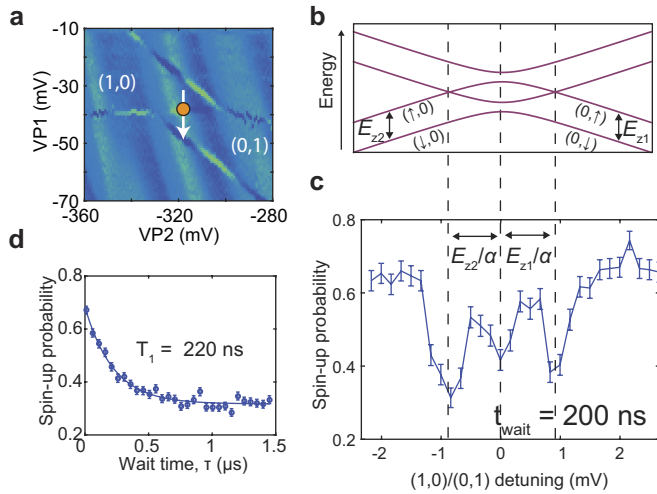 a
-10
-30
-50
-70
VP1 (mV)
(1,0)
(0,1)
-360
-320
-280
VP2 (mV)
b
Energy
E_z2
(↑,0)
(↓,0)
(0,↑)
(0,↓)
E_z1
c
0.8
0.6
0.4
0.2
Spin-up probability
E_z2/α
E_z1/α
t_wait = 200 ns
-2
-1
0
1
2
(1,0)/(0,1) detuning (mV)
d
0.8
0.6
0.4
0.2
Spin-up probability
T_1 = 220 ns
0
0.5
1
1.5
Wait time, τ (μs)